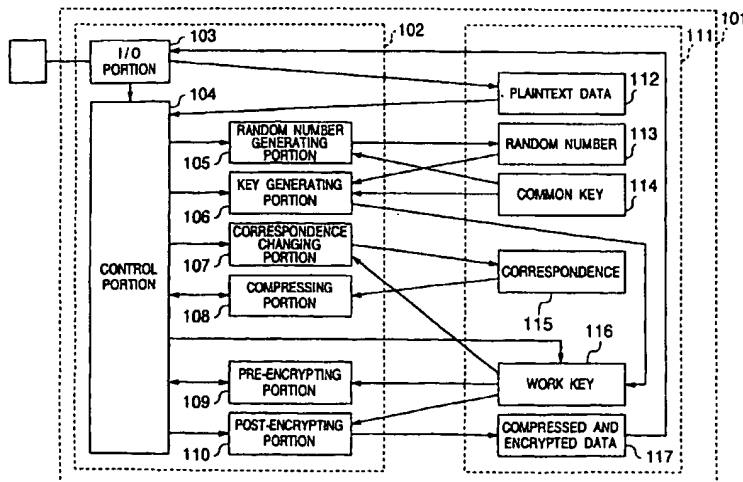 101
103
102
111
I/O
PORTION
104
PLAINTEXT DATA
112
RANDOM NUMBER
GENERATING
PORTION
105
RANDOM NUMBER
113
KEY GENERATING
PORTION
106
COMMON KEY
114
CORRESPONDENCE
CHANGING
PORTION
107
CORRESPONDENCE
115
CONTROL
PORTION
COMPRESSING
PORTION
108
116
PRE-ENCRYPTING
PORTION
109
WORK KEY
POST-ENCRYPTING
PORTION
110
COMPRESSED AND
ENCRYPTED DATA
117